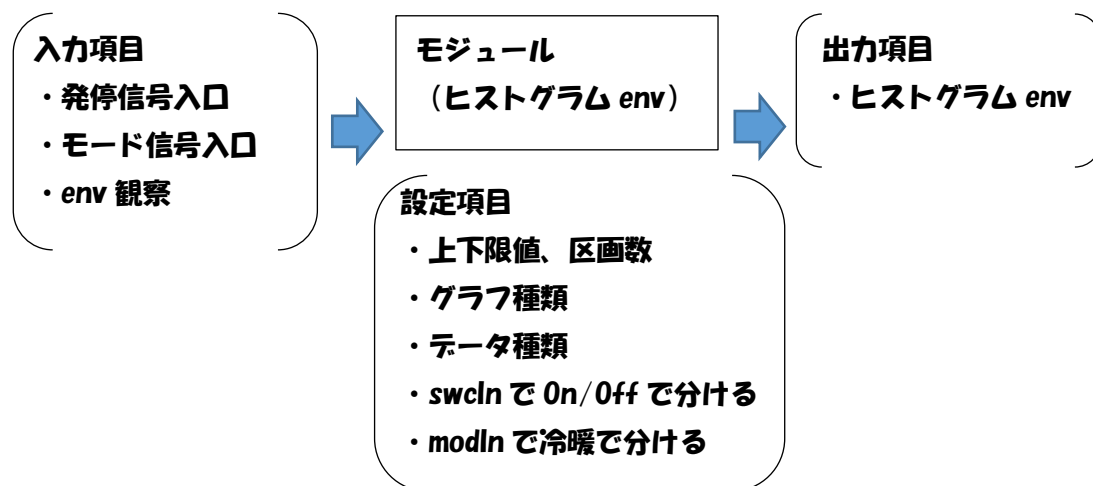 入力項目
・発停信号入口
・モード信号入口
・env 観察
モジュール
（ヒストグラム env）
出力項目
・ヒストグラム env
設定項目
・上下限値、区画数
・グラフ種類
・データ種類
・swcIn で On/Off で分ける
・modIn で冷暖で分ける